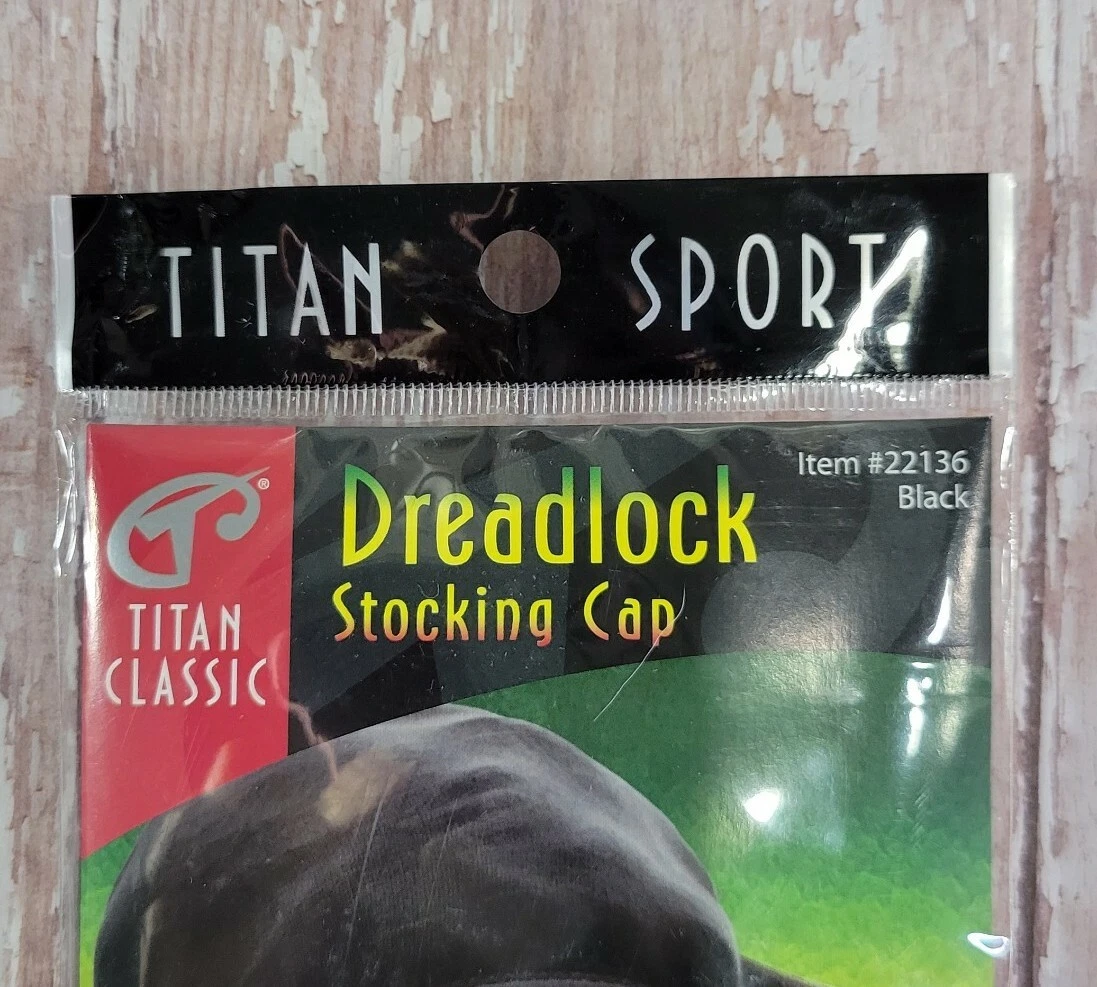 TITAN SPORT
Item #22136
Black
Dreadlock
Stocking Cap
TITAN
CLASSIC